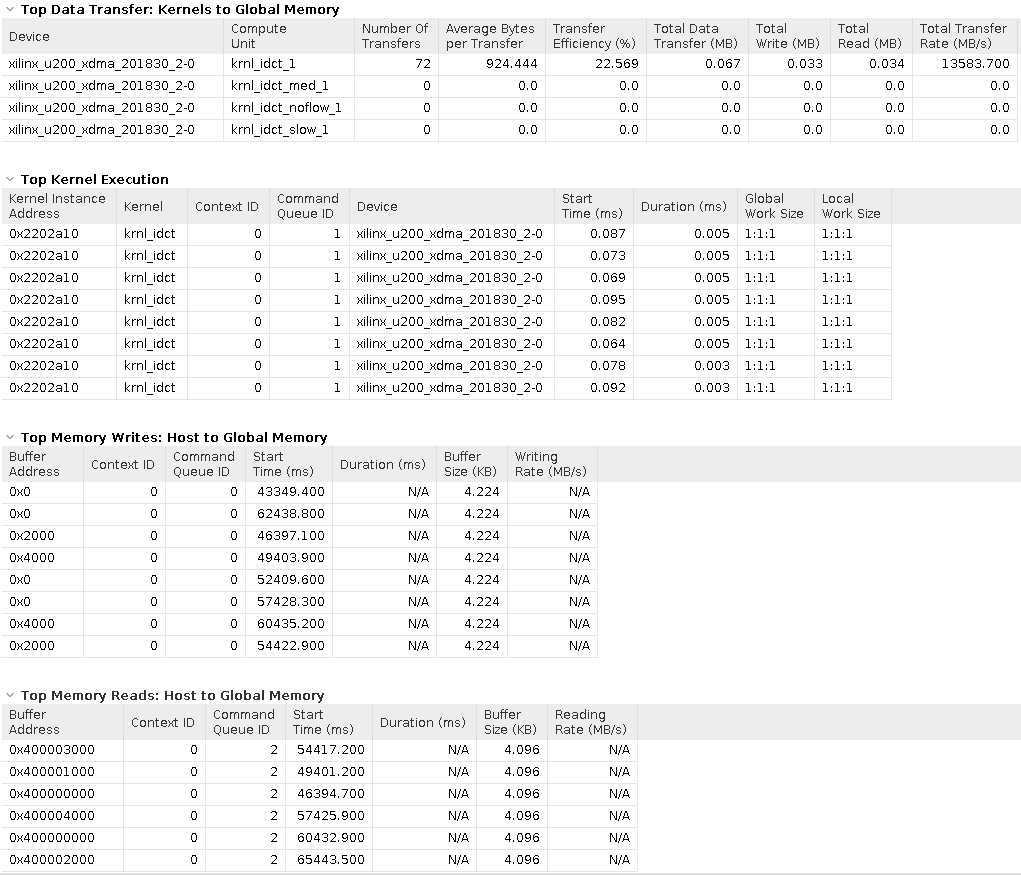 Top Data Transfer: Kernels to Global Memory
Device Compute Unit Number Of Transfers Average Bytes per Transfer Transfer Efficiency (%) Total Data Transfer (MB) Total Write (MB) Total Read (MB) Total Transfer Rate (MB/s)
xilinx_u200_xdma_201830_2-0 krnl_idct_1 72 924.444 22.569 0.067 0.033 0.034 13583.700
xilinx_u200_xdma_201830_2-0 krnl_idct_med_1 0 0.0 0.0 0.0 0.0 0.0 0.0
xilinx_u200_xdma_201830_2-0 krnl_idct_noflow_1 0 0.0 0.0 0.0 0.0 0.0 0.0
xilinx_u200_xdma_201830_2-0 krnl_idct_slow_1 0 0.0 0.0 0.0 0.0 0.0 0.0
Top Kernel Execution
Kernel Instance Address Kernel Context ID Command Queue ID Device Start Time (ms) Duration (ms) Global Work Size Local Work Size
0x2202a10 krnl_idct 0 1 xilinx_u200_xdma_201830_2-0 0.087 0.005 1:1:1 1:1:1
0x2202a10 krnl_idct 0 1 xilinx_u200_xdma_201830_2-0 0.073 0.005 1:1:1 1:1:1
0x2202a10 krnl_idct 0 1 xilinx_u200_xdma_201830_2-0 0.069 0.005 1:1:1 1:1:1
0x2202a10 krnl_idct 0 1 xilinx_u200_xdma_201830_2-0 0.095 0.005 1:1:1 1:1:1
0x2202a10 krnl_idct 0 1 xilinx_u200_xdma_201830_2-0 0.082 0.005 1:1:1 1:1:1
0x2202a10 krnl_idct 0 1 xilinx_u200_xdma_201830_2-0 0.064 0.005 1:1:1 1:1:1
0x2202a10 krnl_idct 0 1 xilinx_u200_xdma_201830_2-0 0.078 0.003 1:1:1 1:1:1
0x2202a10 krnl_idct 0 1 xilinx_u200_xdma_201830_2-0 0.092 0.003 1:1:1 1:1:1
Top Memory Writes: Host to Global Memory
Buffer Address Context ID Command Queue ID Start Time (ms) Duration (ms) Buffer Size (KB) Writing Rate (MB/s)
0x0 0 0 43349.400 N/A 4.224 N/A
0x0 0 0 62438.800 N/A 4.224 N/A
0x2000 0 0 46397.100 N/A 4.224 N/A
0x4000 0 0 49403.900 N/A 4.224 N/A
0x0 0 0 52409.600 N/A 4.224 N/A
0x0 0 0 57428.300 N/A 4.224 N/A
0x4000 0 0 60435.200 N/A 4.224 N/A
0x2000 0 0 54422.900 N/A 4.224 N/A
Top Memory Reads: Host to Global Memory
Buffer Address Context ID Command Queue ID Start Time (ms) Duration (ms) Buffer Size (KB) Reading Rate (MB/s)
0x400003000 0 2 54417.200 N/A 4.096 N/A
0x400001000 0 2 49401.200 N/A 4.096 N/A
0x400000000 0 2 46394.700 N/A 4.096 N/A
0x400004000 0 2 57425.900 N/A 4.096 N/A
0x400000000 0 2 60432.900 N/A 4.096 N/A
0x400002000 0 2 65443.500 N/A 4.096 N/A